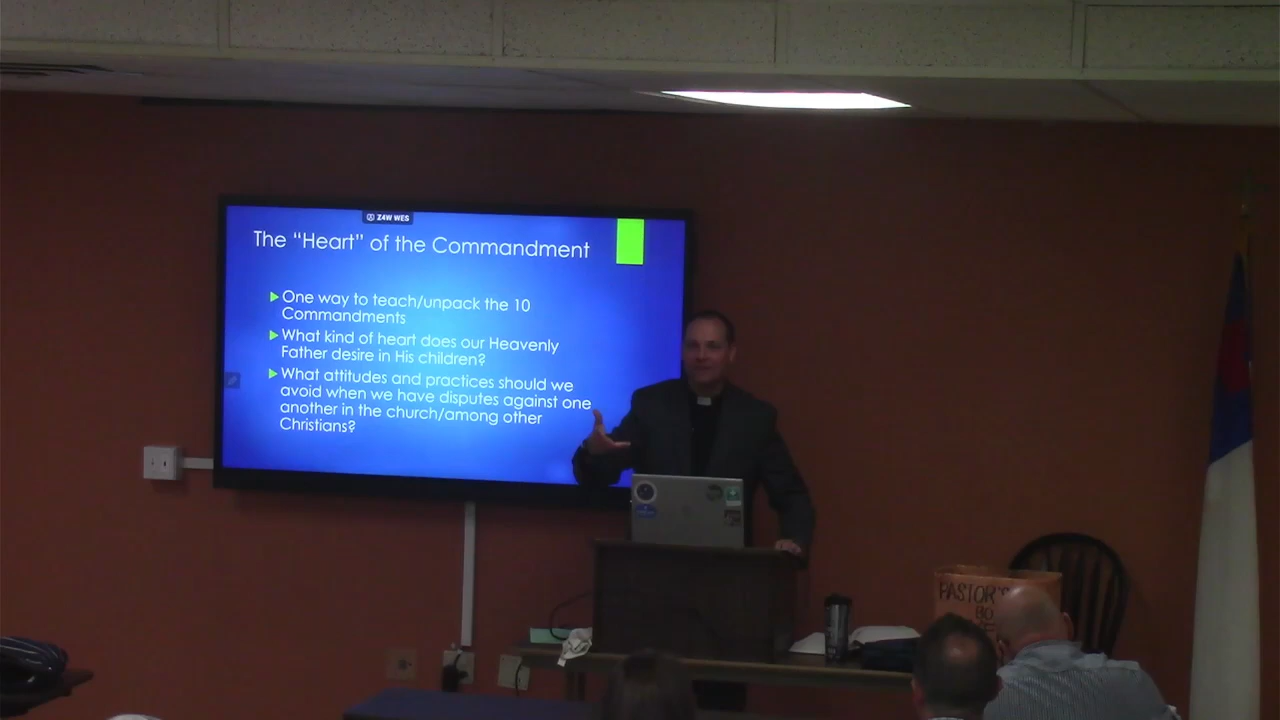 Z4W WES
The “Heart” of the Commandment
One way to teach/unpack the 10
Commandments
What kind of heart does our Heavenly
Father desire in His children?
What attitudes and practices should we
avoid when we have disputes against one
another in the church/among other
Christians?
PASTOR'S